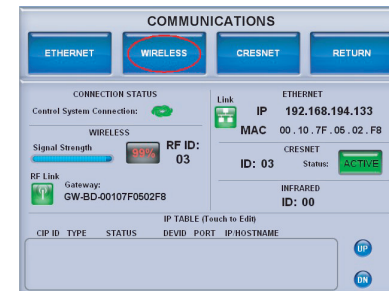 COMMUNICATIONS
ETHERNET
WIRELESS
CRESNET
RETURN
CONNECTION STATUS
Control System Connection:
WIRELESS
Signal Strength
99%
RF ID:
03
RF Link
Gateway:
GW-BD-00107F0502F8
Link
ETHERNET
IP 192.168.194.133
MAC 00.10.7F.05.02.F8
CRESNET
ID: 03 Status: ACTIVE
INFRARED
ID: 00
IP TABLE (Touch to Edit)
CIP ID TYPE STATUS DEVID PORT IP/HOSTNAME
UP
DN